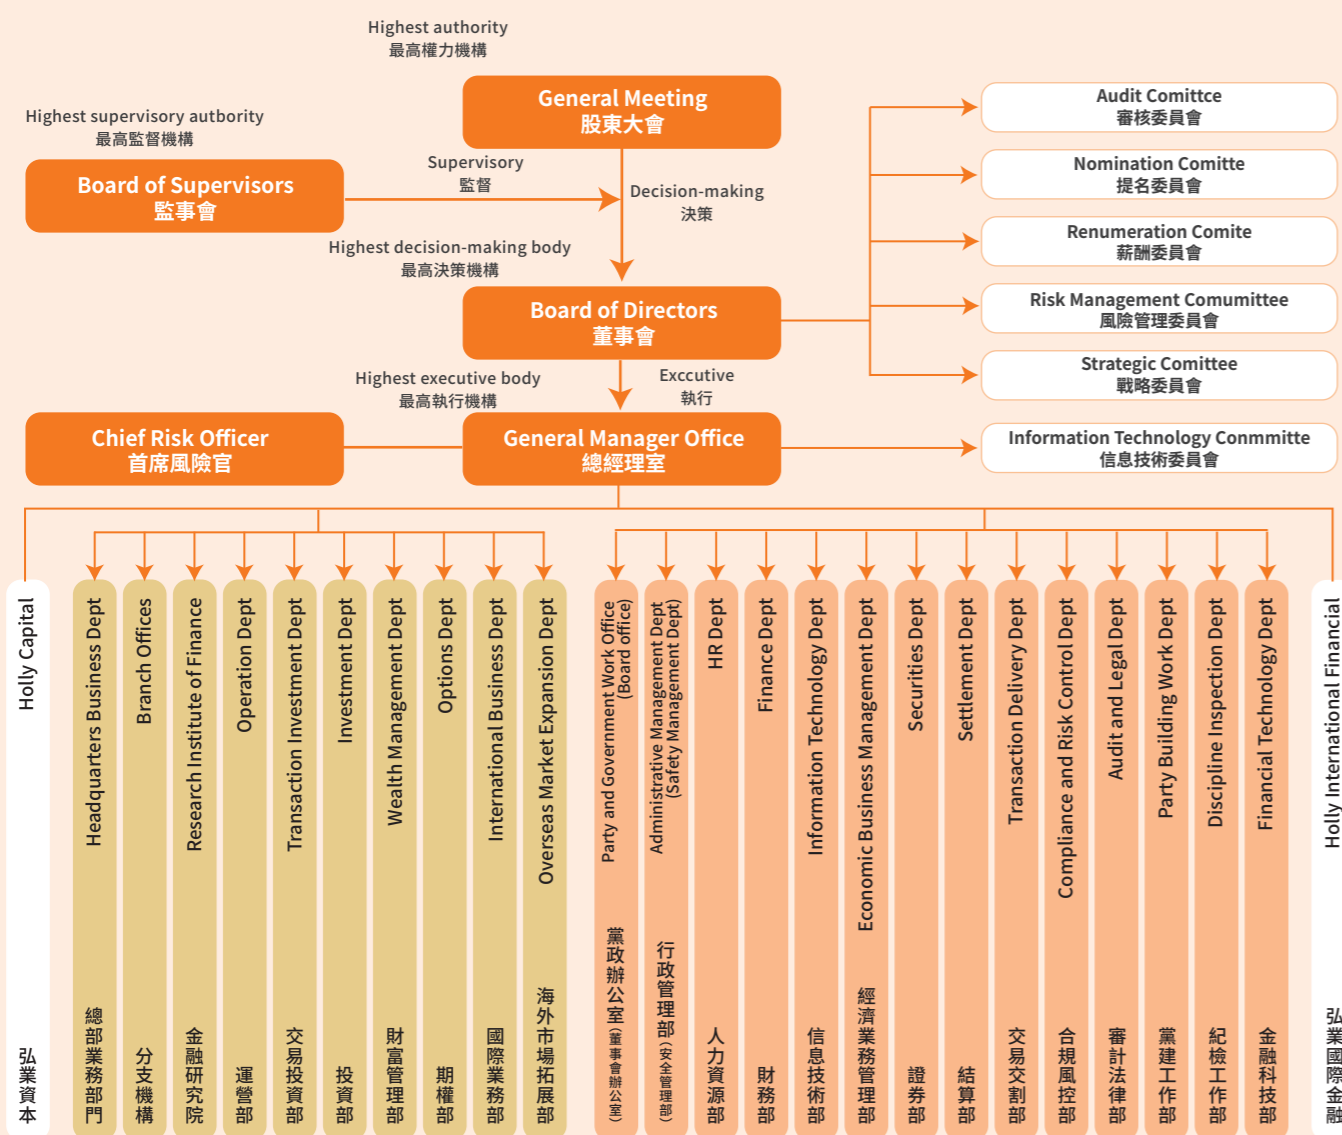 Highest authority
最高權力機構
General Meeting
股東大會
Highest supervisory autbority
最高監督機構
Board of Supervisors
監事會
Supervisory
監督
Decision-making
決策
Highest decision-making body
最高決策機構
Board of Directors
董事會
Audit Comittce
審核委員會
Nomination Comitte
提名委員會
Renumeration Comite
薪酬委員會
Risk Management Comumittee
風險管理委員會
Strategic Comittee
戰略委員會
Highest executive body
最高執行機構
Exccutive
執行
Chief Risk Officer
首席風險官
General Manager Office
總經理室
Information Technology Conmmitte
信息技術委員會
Holly Capital
弘業資本
Headquarters Business Dept
總部業務部門
Branch Offices
分支機構
Research Institute of Finance
金融研究院
Operation Dept
運營部
Transaction Investment Dept
交易投資部
Investment Dept
投資部
Wealth Management Dept
財富管理部
Options Dept
期權部
International Business Dept
國際業務部
Overseas Market Expansion Dept
海外市場拓展部
Party and Government Work Office
(Board office)
黨政辦公室(董事會辦公室)
Administrative Management Dept
(Safety Management Dept)
行政管理部(安全管理部)
HR Dept
人力資源部
Finance Dept
財務部
Information Technology Dept
信息技術部
Economic Business Management Dept
經濟業務管理部
Securities Dept
證券部
Settlement Dept
結算部
Transaction Delivery Dept
交易交割部
Compliance and Risk Control Dept
合規風控部
Audit and Legal Dept
審計法律部
Party Building Work Dept
黨建工作部
Discipline Inspection Dept
紀檢工作部
Financial Technology Dept
金融科技部
Holly International Financial
弘業國際金融